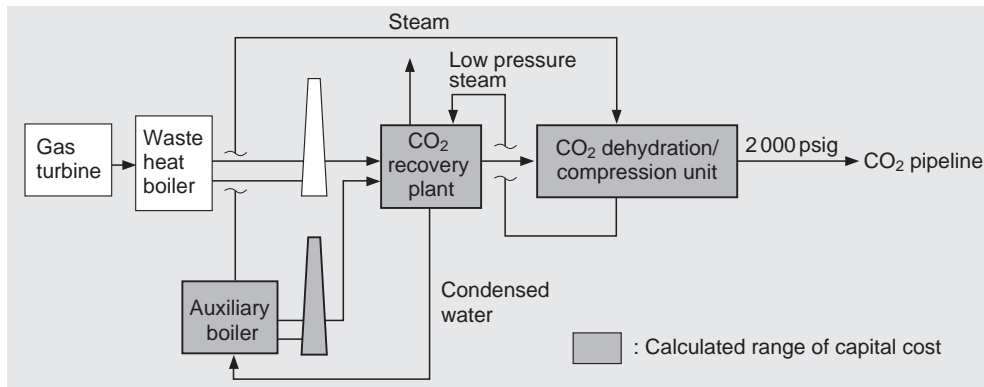 Steam
Low pressure
steam
Gas
turbine
Waste
heat
boiler
CO₂
recovery
plant
CO₂ dehydration/
compression unit
2 000 psig
CO₂ pipeline
Auxiliary
boiler
Condensed
water
: Calculated range of capital cost